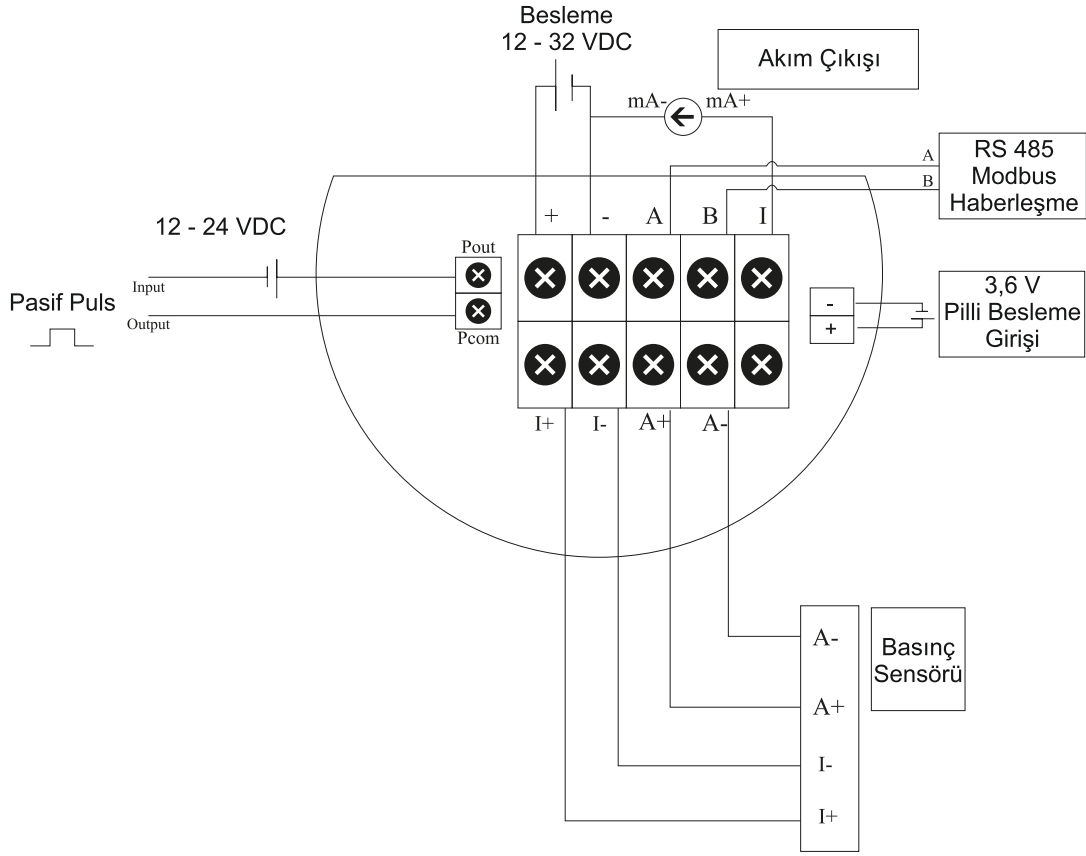 Besleme
12 - 32 VDC
Akım Çıkışı
mA-
mA+
A
B
RS 485
Modbus
Haberleşme
12 - 24 VDC
+
-
A
B
I
Pout
Input
Pasif Puls
Output
Pcom
-
+
3,6 V
Pilli Besleme
Girişi
I+
I-
A+
A-
A-
A+
I-
I+
Basınç
Sensörü